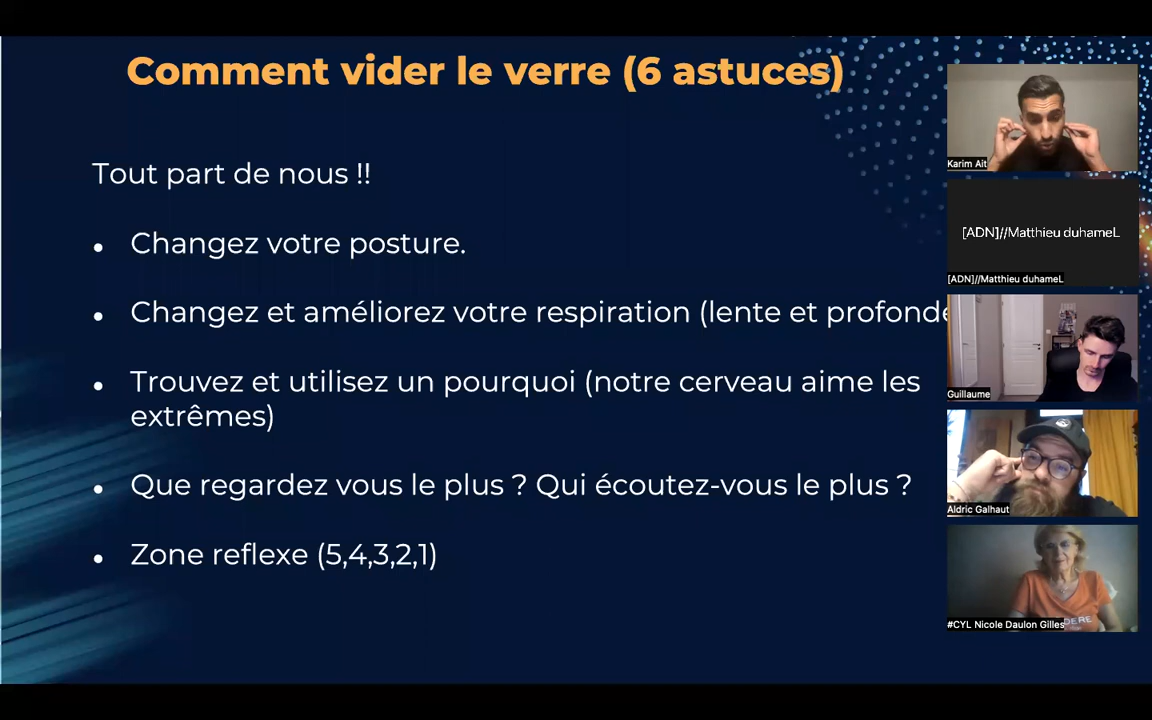 Comment vider le verre (6 astuces)
Tout part de nous !!
• Changez votre posture.
• Changez et améliorez votre respiration (lente et profonde
• Trouvez et utilisez un pourquoi (notre cerveau aime les
extrêmes)
• Que regardez vous le plus ? Qui écoutez-vous le plus ?
• Zone reflexe (5,4,3,2,1)
Karim Ait
[ADN]//Matthieu duhameL
[ADN]//Matthieu duhameL
Guillaume
Aldric Galhaut
#CYL Nicole Daulon Gilles